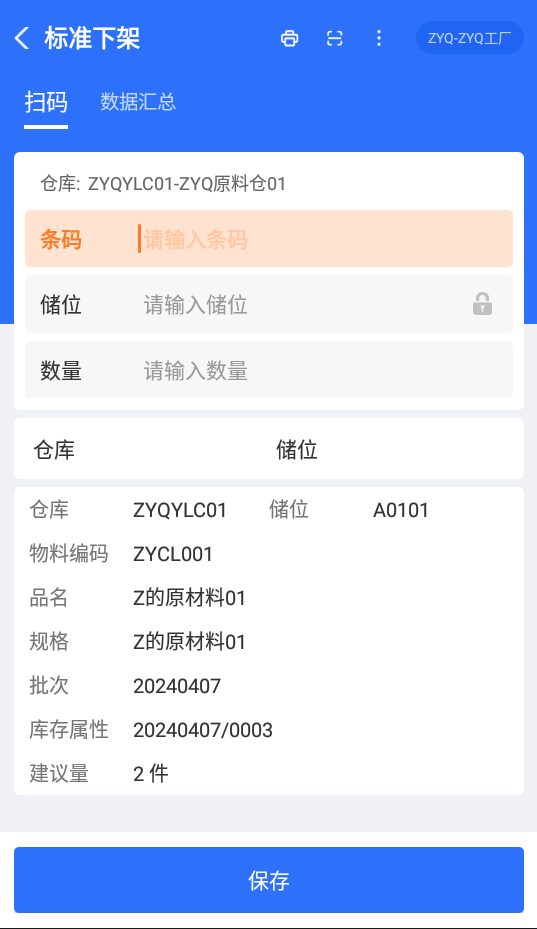 标准下架
ZYQ-ZYQ工厂
扫码 数据汇总
仓库: ZYQYLC01-ZYQ原料仓01
条码 请输入条码
储位 请输入储位
数量 请输入数量
仓库 储位
仓库 ZYQYLC01 储位 A0101
物料编码 ZYCL001
品名 Z的原材料01
规格 Z的原材料01
批次 20240407
库存属性 20240407/0003
建议量 2 件
保存